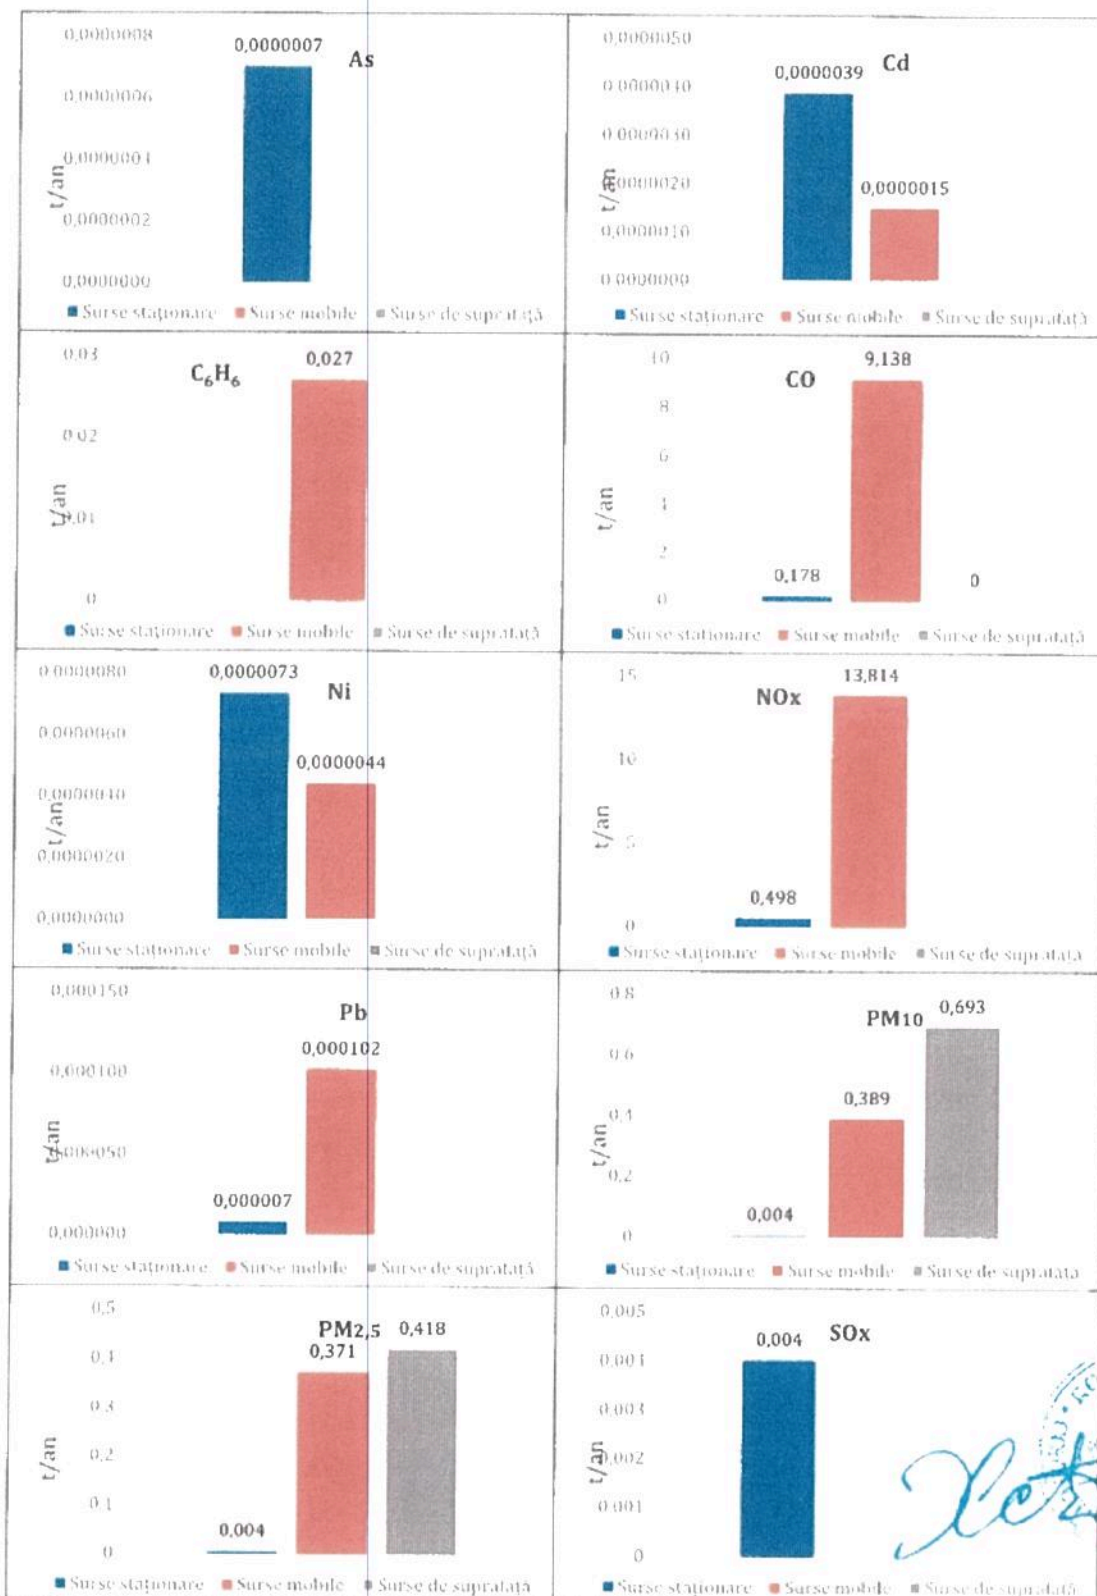 As
0,0000008
0,0000007
0,0000006
0,0000004
0,0000002
0,0000000
t/an
Surse staționare Surse mobile Surse de suprafață
Cd
0,0000050
0,0000039
0,0000040
0,0000030
0,0000020
0,0000015
0,0000010
0,0000000
t/an
Surse staționare Surse mobile Surse de suprafață
C6H6
0,03
0,027
0,02
0,01
0
t/an
Surse staționare Surse mobile Surse de suprafață
CO
10
9,138
8
6
4
2
0,178
0
0
t/an
Surse staționare Surse mobile Surse de suprafață
Ni
0,0000080
0,0000073
0,0000060
0,0000044
0,0000040
0,0000020
0,0000000
t/an
Surse staționare Surse mobile Surse de suprafață
NOx
15
13,814
10
5
0,498
0
t/an
Surse staționare Surse mobile Surse de suprafață
Pb
0,000150
0,000102
0,000100
0,000050
0,000007
0,000000
t/an
Surse staționare Surse mobile Surse de suprafață
PM10
0,8
0,693
0,6
0,389
0,4
0,2
0,004
0
t/an
Surse staționare Surse mobile Surse de suprafață
PM2,5
0,5
0,418
0,371
0,4
0,3
0,2
0,1
0,004
0
t/an
Surse staționare Surse mobile Surse de suprafață
SOx
0,005
0,004
0,004
0,003
0,002
0,001
0
t/an
Surse staționare Surse mobile Surse de suprafață